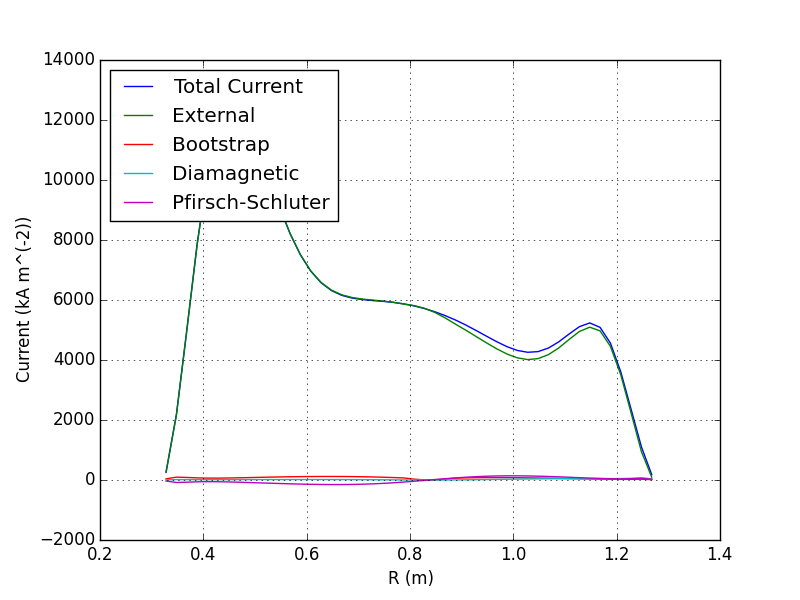 14000
12000
10000
8000
6000
4000
2000
0
−2000
Current (kA m^(-2))
Total Current
External
Bootstrap
Diamagnetic
Pfirsch-Schluter
0.2 0.4 0.6 0.8 1.0 1.2 1.4
R (m)